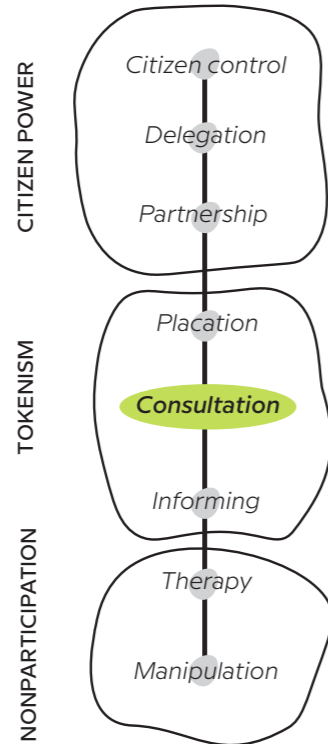 CITIZEN POWER
Citizen control
Delegation
Partnership
TOKENISM
Placation
Consultation
Informing
NONPARTICIPATION
Therapy
Manipulation